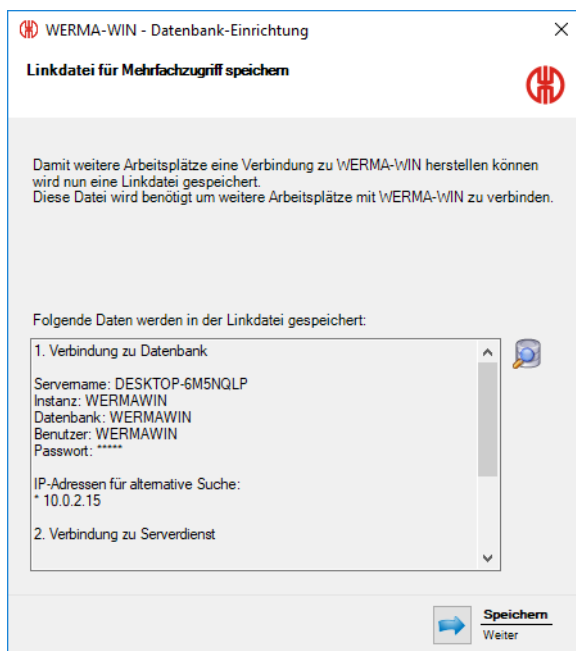 WERMA-WIN - Datenbank-Einrichtung
Linkdatei für Mehrfachzugriff speichern
Damit weitere Arbeitsplätze eine Verbindung zu WERMA-WIN herstellen können
wird nun eine Linkdatei gespeichert.
Diese Datei wird benötigt um weitere Arbeitsplätze mit WERMA-WIN zu verbinden.
Folgende Daten werden in der Linkdatei gespeichert:
1. Verbindung zu Datenbank
Servername: DESKTOP-6M5NQLP
Instanz: WERMAWIN
Datenbank: WERMAWIN
Benutzer: WERMAWIN
Passwort: *****
IP-Adressen für alternative Suche:
* 10.0.2.15
2. Verbindung zu Serverdienst
Speichern
Weiter